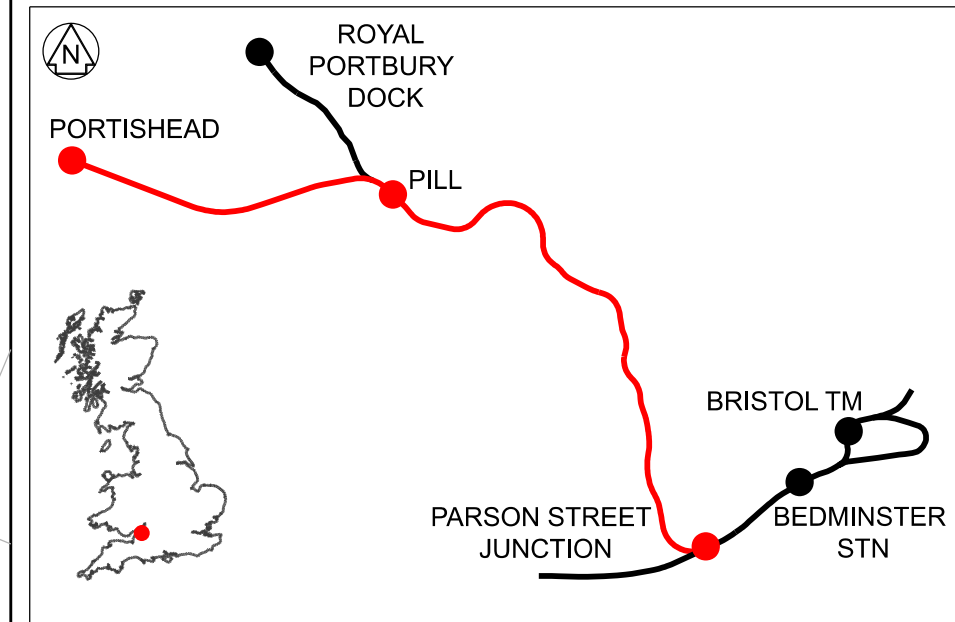 N
ROYAL
PORTBURY
DOCK
PORTISHEAD
PILL
BRISTOL TM
PARSON STREET
JUNCTION
BEDMINSTER
STN